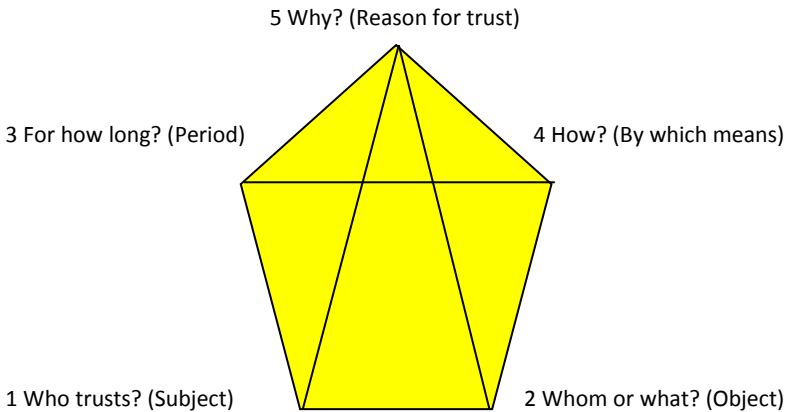 5 Why? (Reason for trust)
3 For how long? (Period)
4 How? (By which means)
1 Who trusts? (Subject)
2 Whom or what? (Object)